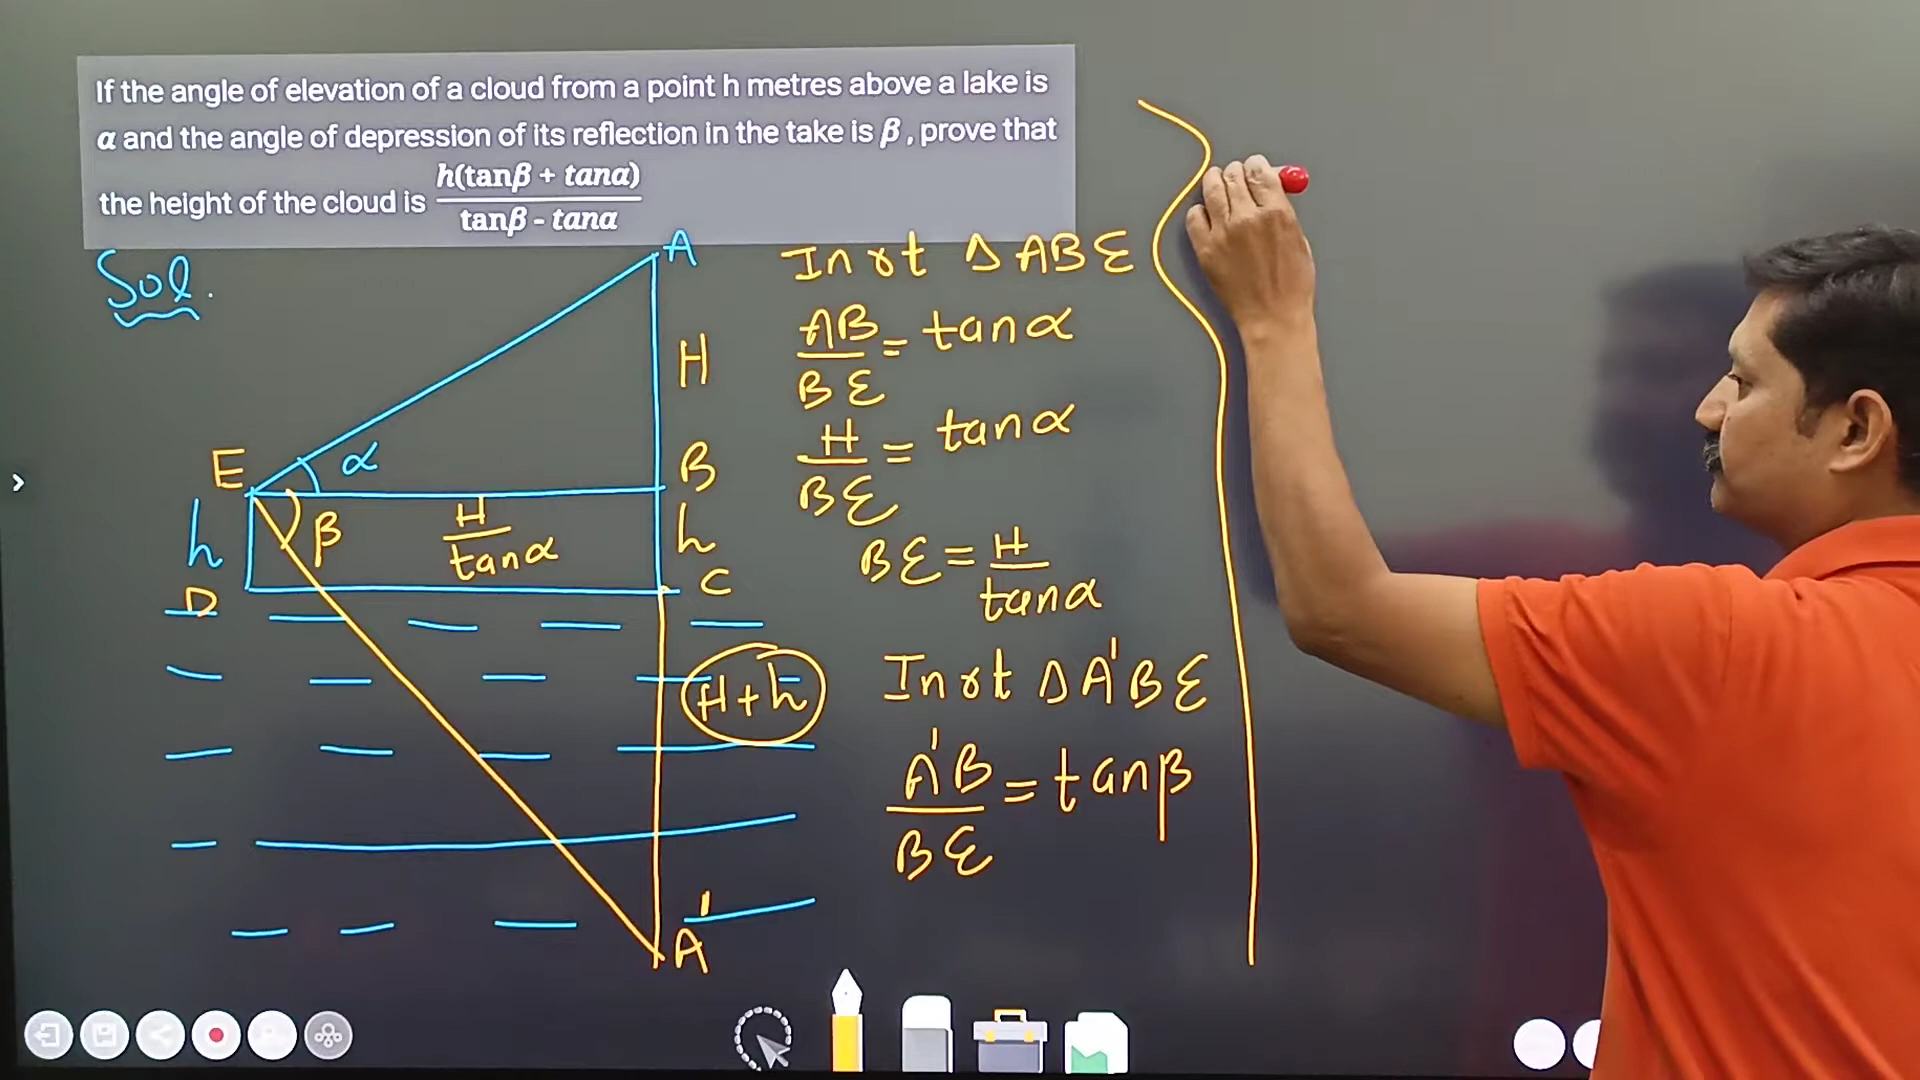 If the angle of elevation of a cloud from a point h metres above a lake is
α and the angle of depression of its reflection in the take is β , prove that
the height of the cloud is h(tanβ + tanα) / tanβ - tanα
Sol.
A
H
E
α
B
h
β
H / tanα
h
D
C
H+h
A'
In rt Δ ABE
AB / BE = tanα
H / BE = tanα
BE = H / tanα
In rt Δ A'BE
A'B / BE = tanβ